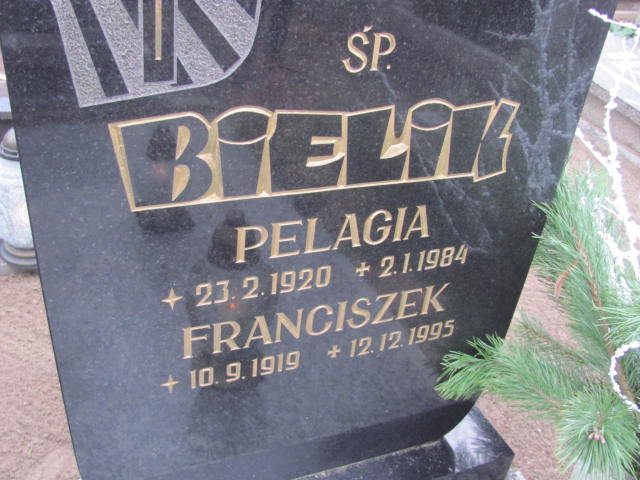 ŚP.
BIELIK
PELAGIA
✦ 23.2.1920 ✝ 2.1.1984
FRANCISZEK
✦ 10.9.1919 ✝ 12.12.1995